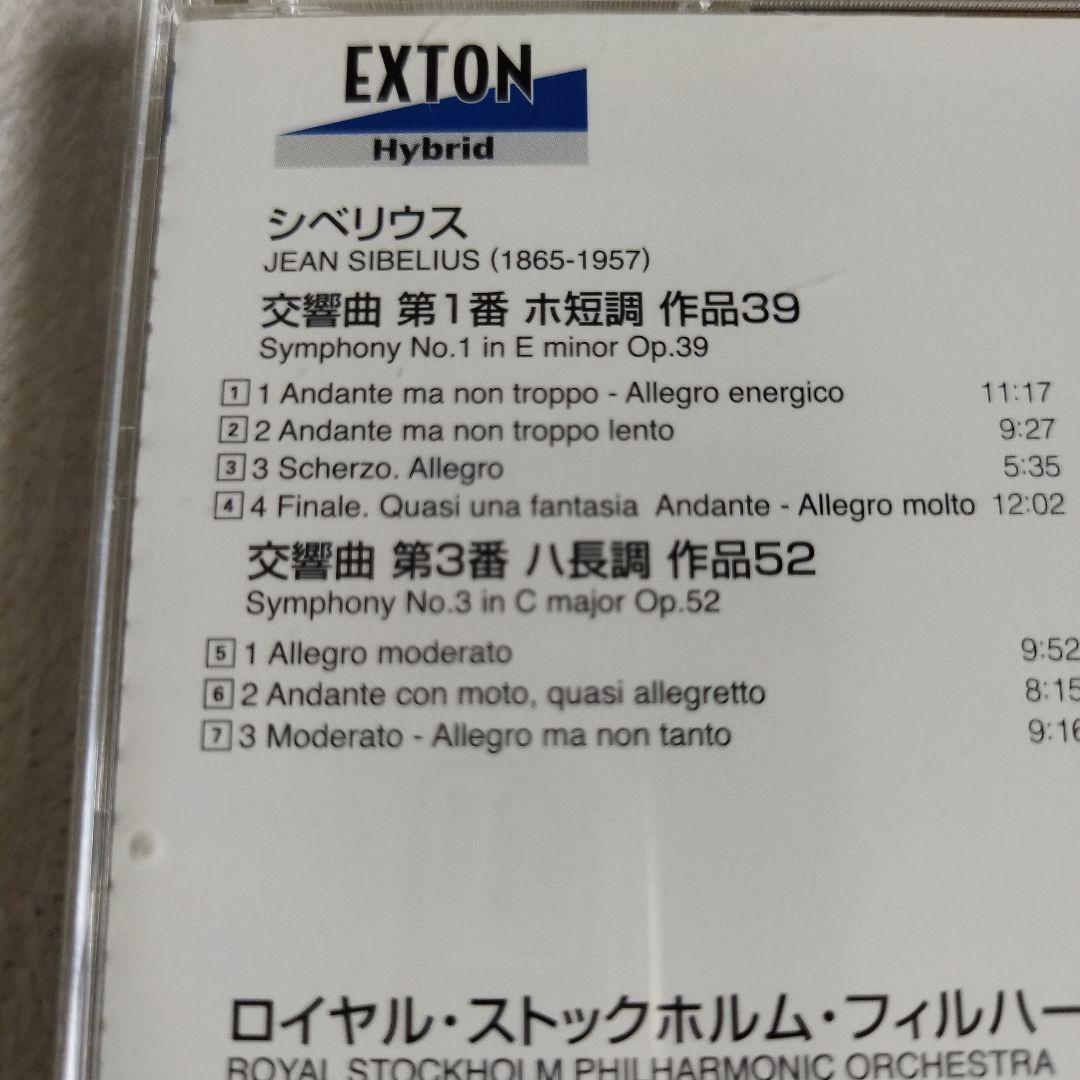 EXTON
Hybrid
シベリウス
JEAN SIBELIUS (1865-1957)
交響曲 第1番 ホ短調 作品39
Symphony No.1 in E minor Op.39
1 1 Andante ma non troppo - Allegro energico 11:17
2 2 Andante ma non troppo lento 9:27
3 3 Scherzo. Allegro 5:35
4 4 Finale. Quasi una fantasia Andante - Allegro molto 12:02
交響曲 第3番 ハ長調 作品52
Symphony No.3 in C major Op.52
5 1 Allegro moderato 9:52
6 2 Andante con moto, quasi allegretto 8:15
7 3 Moderato - Allegro ma non tanto 9:16
ロイヤル・ストックホルム・フィルハー
ROYAL STOCKHOLM PHILHARMONIC ORCHESTRA